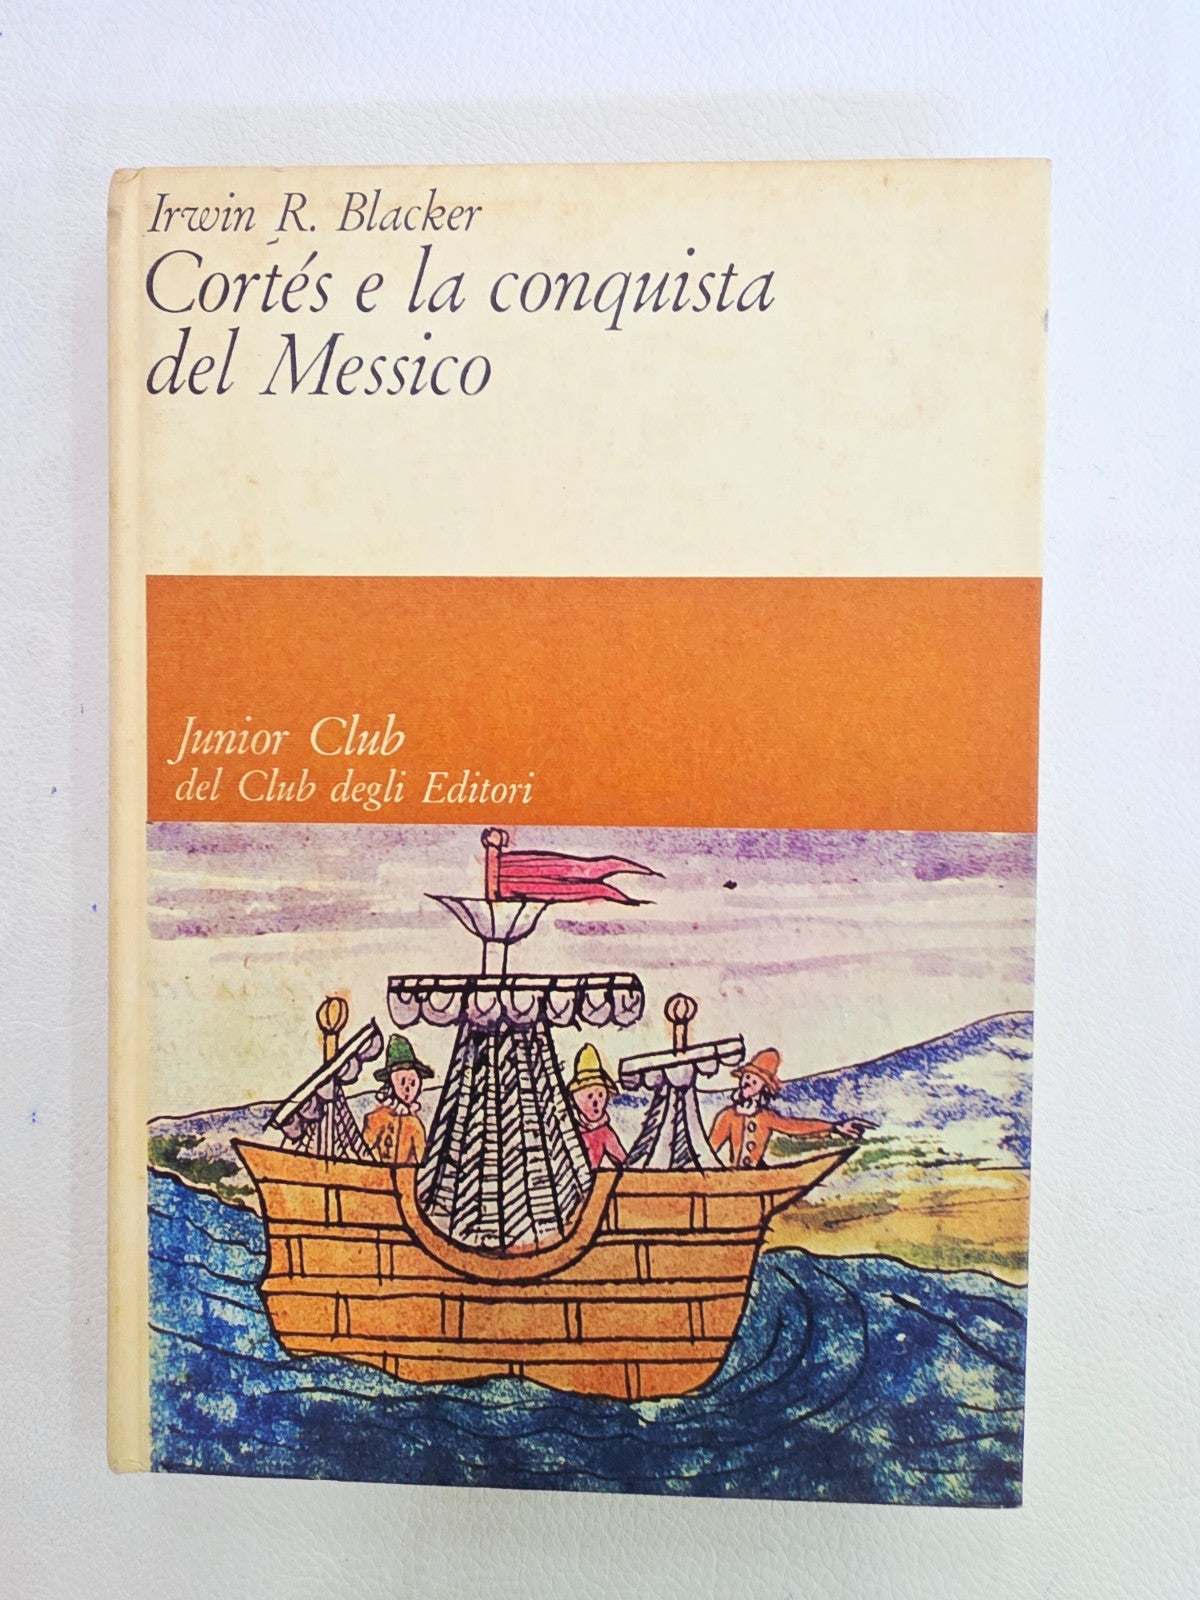 Irwin R. Blacker
Cortés e la conquista
del Messico
Junior Club
del Club degli Editori